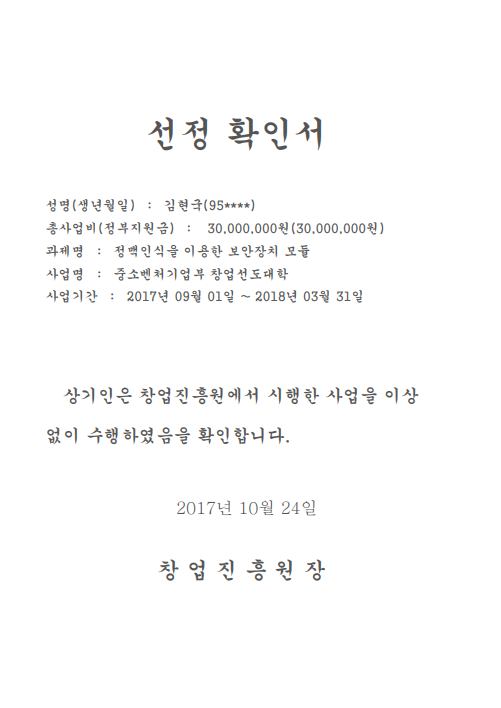 선정 확인서
성명(생년월일) : 김현국(95****)
총사업비(정부지원금) : 30,000,000원(30,000,000원)
과제명 : 정맥인식을 이용한 보안장치 모듈
사업명 : 중소벤처기업부 창업선도대학
사업기간 : 2017년 09월 01일 ~ 2018년 03월 31일
상기인은 창업진흥원에서 시행한 사업을 이상
없이 수행하였음을 확인합니다.
2017년 10월 24일
창 업 진 흥 원 장